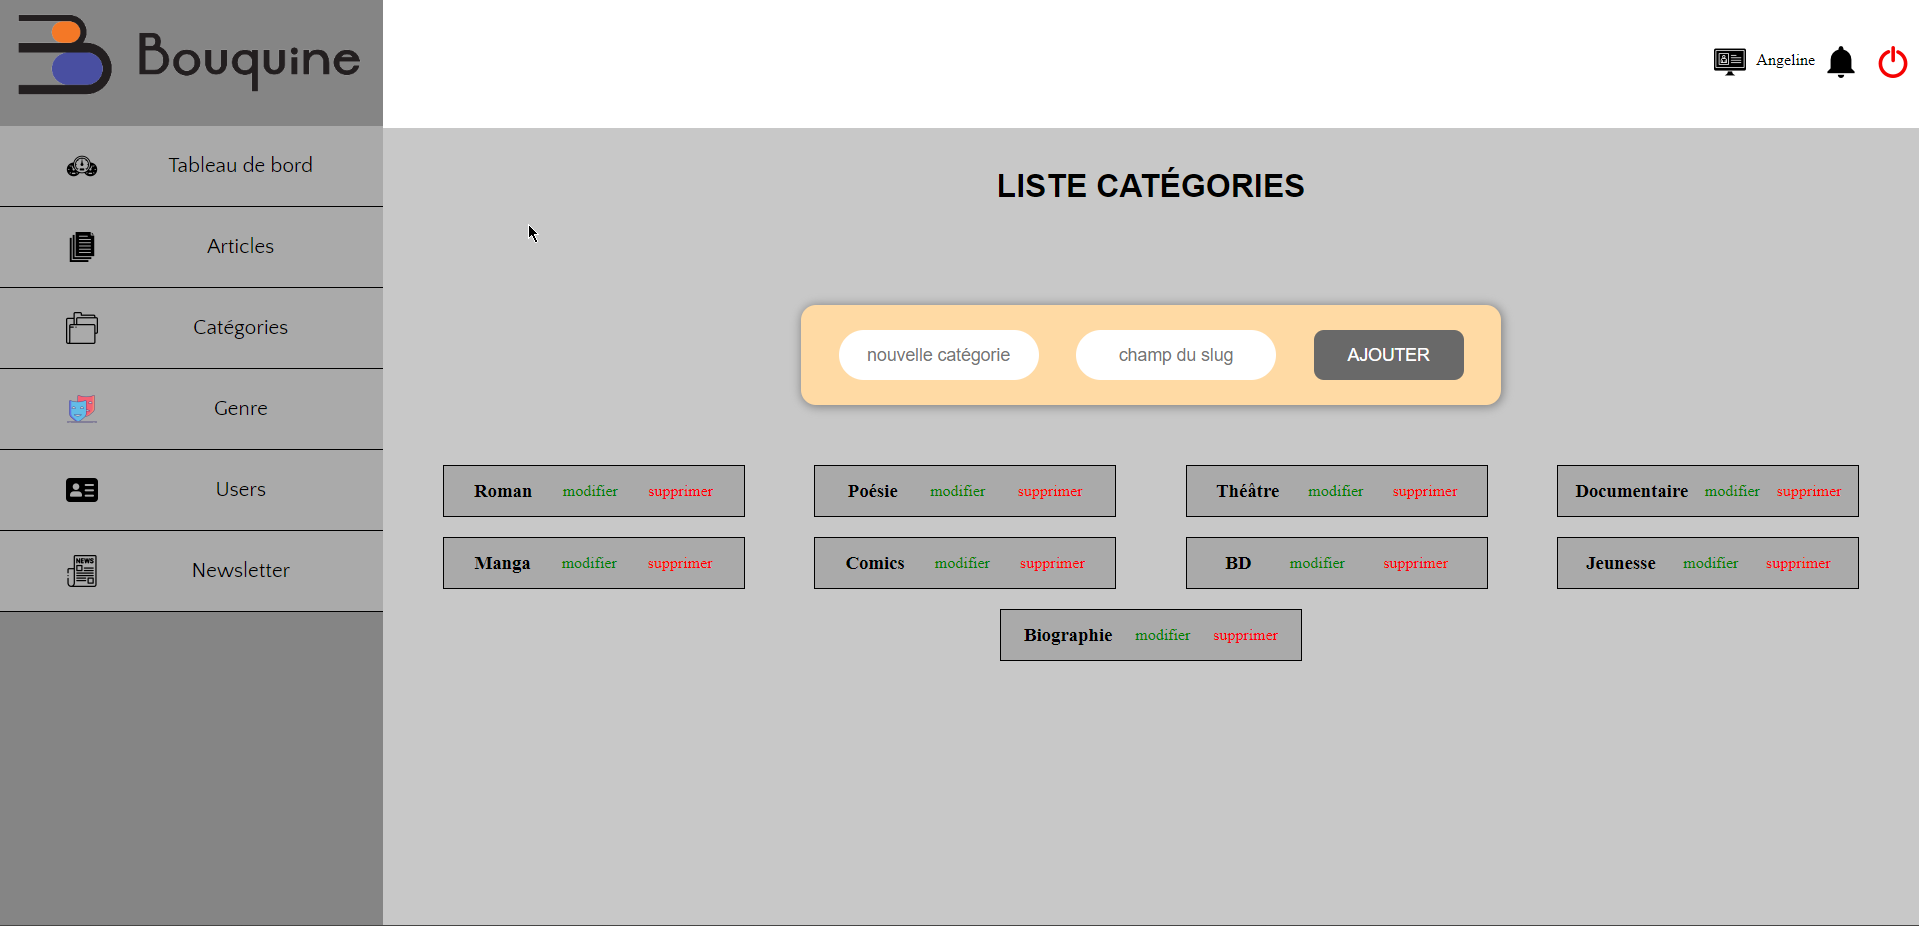 Bouquine
Angeline
Tableau de bord
Articles
Catégories
Genre
Users
NEWS
Newsletter
LISTE CATÉGORIES
nouvelle catégorie champ du slug AJOUTER
Roman modifier supprimer
Poésie modifier supprimer
Théâtre modifier supprimer
Documentaire modifier supprimer
Manga modifier supprimer
Comics modifier supprimer
BD modifier supprimer
Jeunesse modifier supprimer
Biographie modifier supprimer